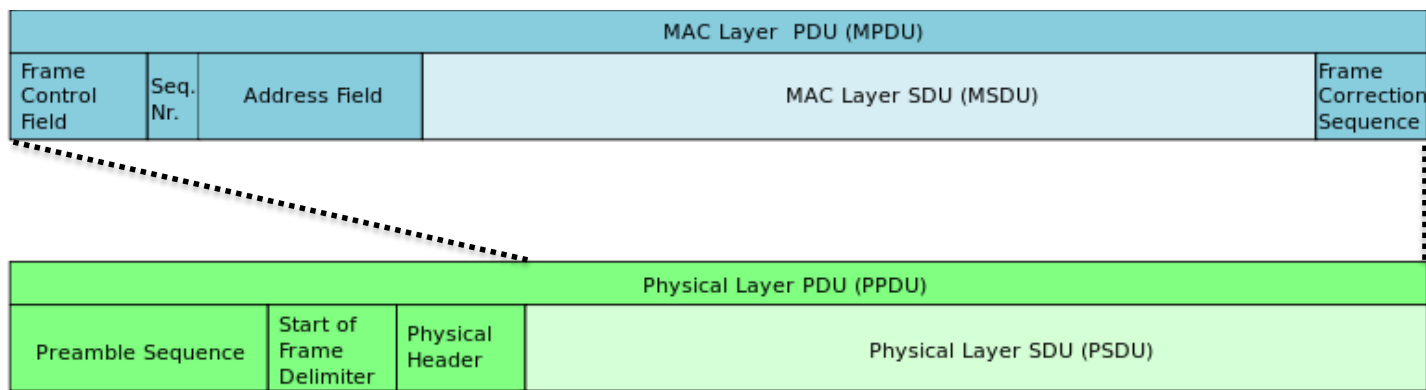 MAC Layer PDU (MPDU)
Frame
Control
Field
Seq.
Nr.
Address Field
MAC Layer SDU (MSDU)
Frame
Correction
Sequence
Physical Layer PDU (PPDU)
Preamble Sequence
Start of
Frame
Delimiter
Physical
Header
Physical Layer SDU (PSDU)